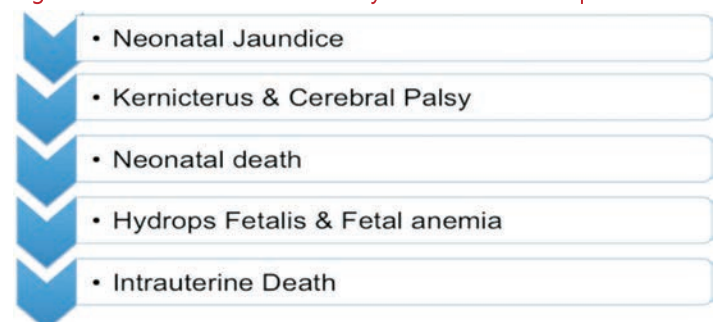 • Neonatal Jaundice
• Kernicterus & Cerebral Palsy
• Neonatal death
• Hydrops Fetalis & Fetal anemia
• Intrauterine Death